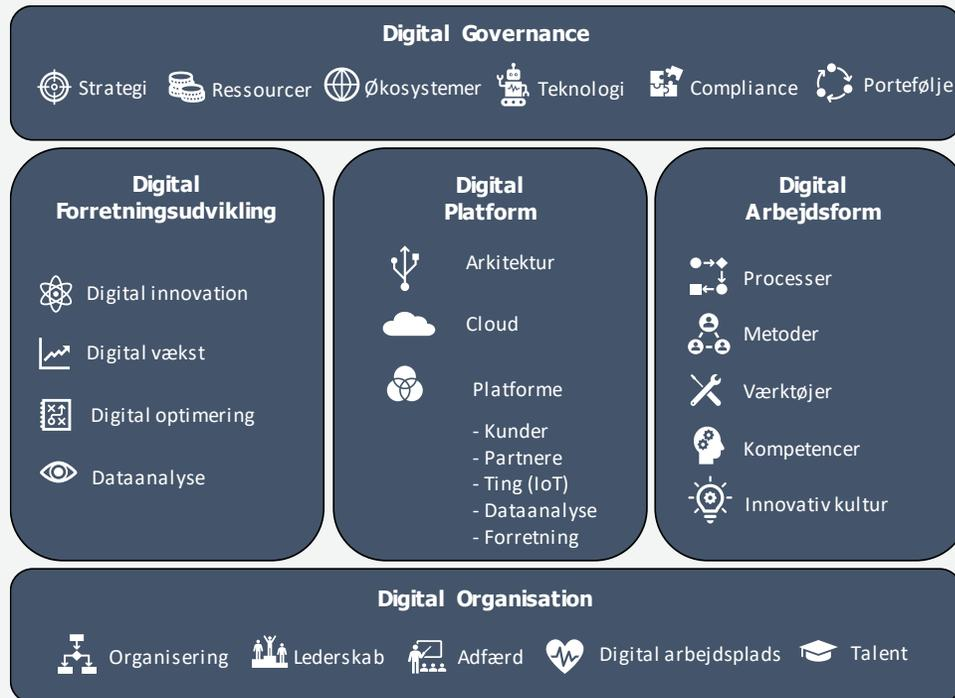 Digital Governance
Strategi
Ressourcer
Økosystemer
Teknologi
Compliance
Portefølje
Digital
Forretningsudvikling
Digital innovation
Digital vækst
Digital optimering
Dataanalyse
Digital
Platform
Arkitektur
Cloud
Platforme
- Kunder
- Partnere
- Ting (IoT)
- Dataanalyse
- Forretning
Digital
Arbejdsform
Processer
Metoder
Værktøjer
Kompetencer
Innovativ kultur
Digital Organisation
Organisering
Lederskab
Adfærd
Digital arbejdsplads
Talent